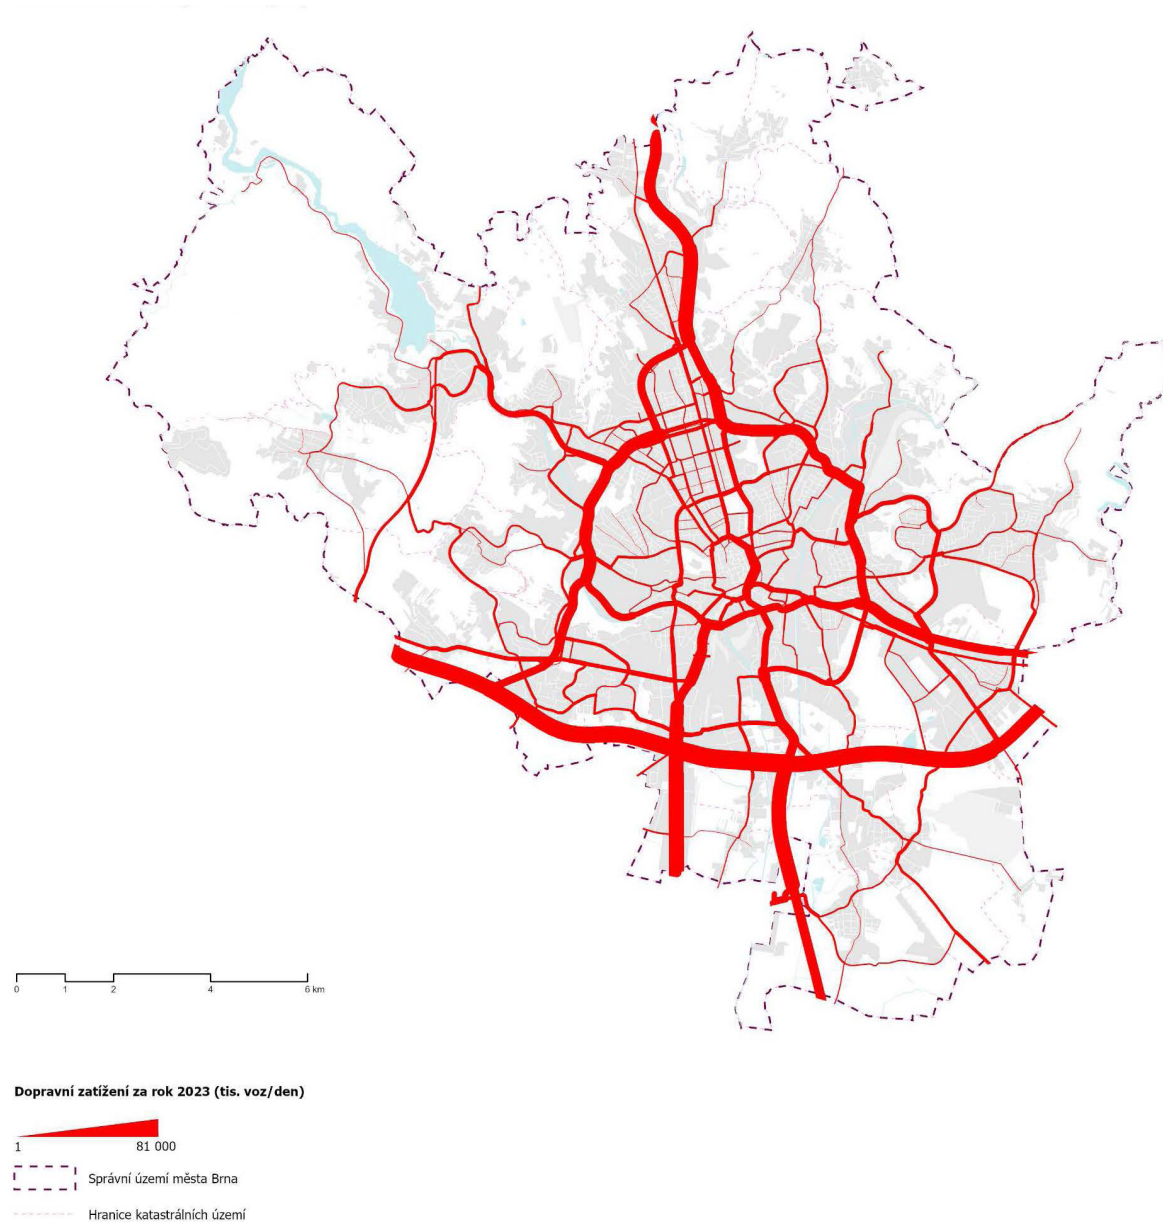 0 1 2 4 6 km
Dopravní zatížení za rok 2023 (tis. voz/den)
1 81 000
Správní území města Brna
Hranice katastrálních území